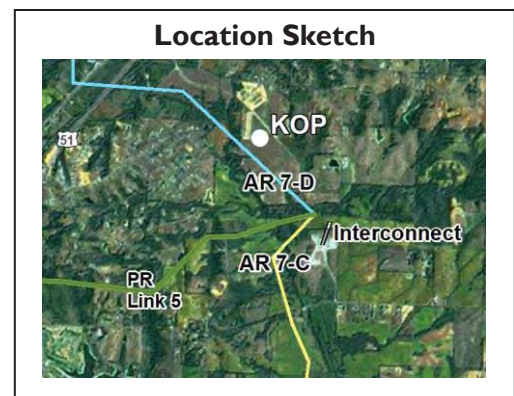 Location Sketch
KOP
51
AR 7-D
Interconnect
AR 7-C
PR
Link 5